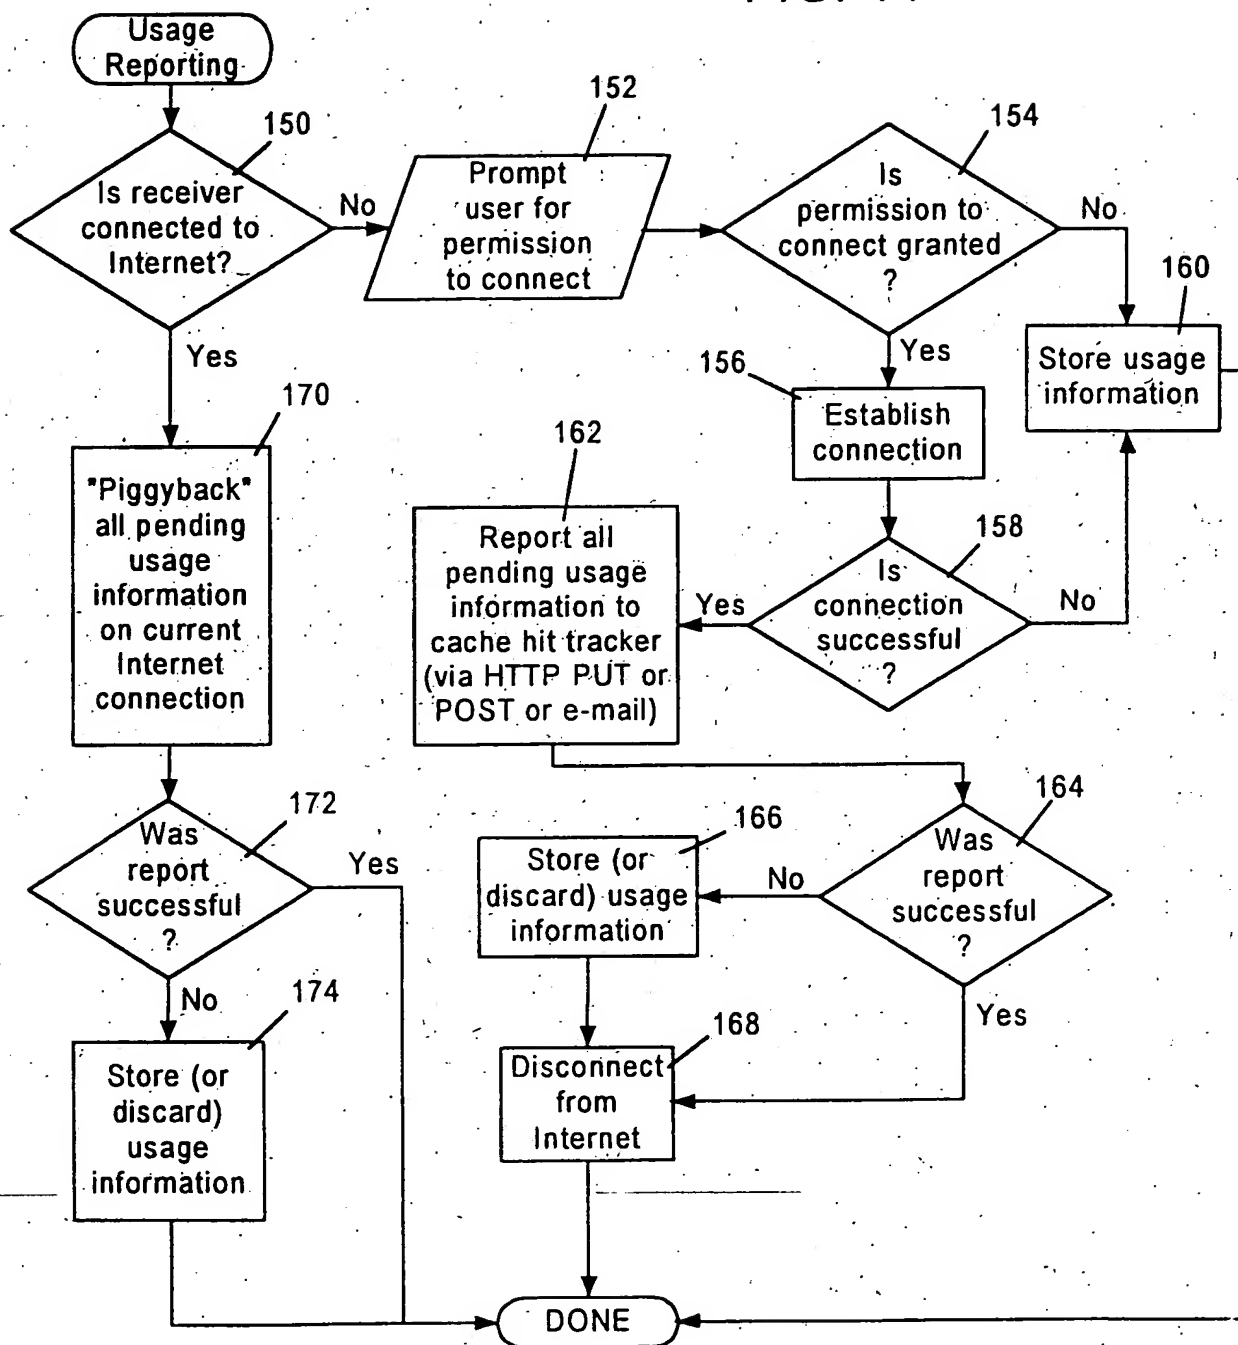 Usage
Reporting
150
Is receiver
connected to
Internet?
No
Yes
152
Prompt
user for
permission
to connect
154
Is
permission to
connect granted
?
No
Yes
160
Store usage
information
156
Establish
connection
158
Is
connection
successful
?
No
Yes
162
Report all
pending usage
information to
cache hit tracker
(via HTTP PUT or
POST or e-mail)
170
"Piggyback"
all pending
usage
information
on current
Internet
connection
172
Was
report
successful
?
Yes
No
174
Store (or
discard)
usage
information
164
Was
report
successful
?
No
Yes
166
Store (or
discard) usage
information
168
Disconnect
from
Internet
DONE